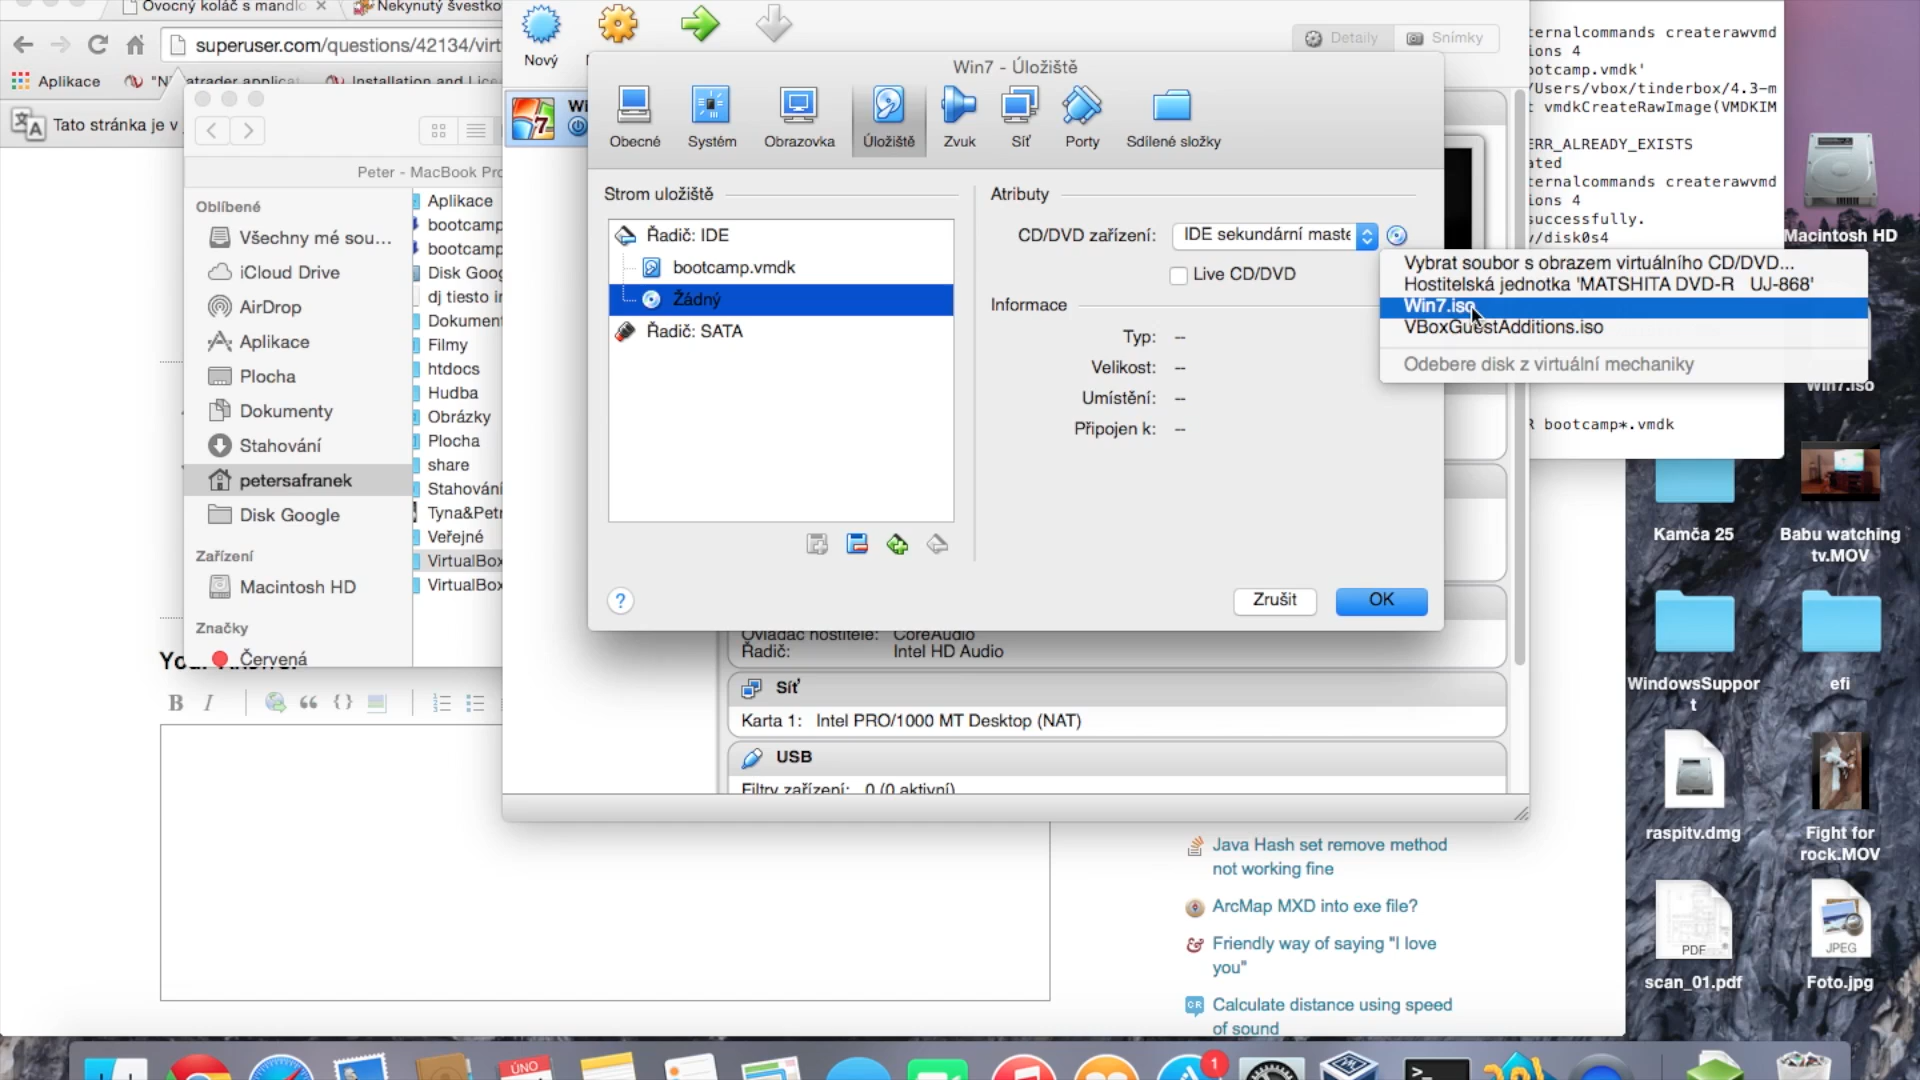 Ovocný koláč s mandlo
Nekynutý švestko
superuser.com/questions/42134/virt
Aplikace
Installation and Lice
Tato stránka je v
Nový
Detaily
Snímky
Win7 - Úložiště
Obecné
Systém
Obrazovka
Úložiště
Zvuk
Síť
Porty
Sdílené složky
Strom uložiště
Řadič: IDE
bootcamp.vmdk
Žádný
Řadič: SATA
Atributy
CD/DVD zařízení:
IDE sekundární maste
Live CD/DVD
Informace
Typ: --
Velikost: --
Umístění: --
Připojen k: --
Zrušit
OK
?
Vybrat soubor s obrazem virtuálního CD/DVD...
Hostitelská jednotka 'MATSHITA DVD-R UJ-868'
Win7.iso
VBoxGuestAdditions.iso
Odebere disk z virtuální mechaniky
Peter - MacBook Pro
Oblíbené
Všechny mé sou...
iCloud Drive
AirDrop
Aplikace
Plocha
Dokumenty
Stahování
petersafranek
Disk Google
Zařízení
Macintosh HD
Značky
Červená
Aplikace
bootcamp
bootcamp
Disk Goog
dj tiesto in
Dokument
Filmy
htdocs
Hudba
Obrázky
Plocha
share
Stahování
Tyna&Petr
Veřejné
VirtualBox
VirtualBox
Ovladač hostitele: CoreAudio
Řadič: Intel HD Audio
Síť
Karta 1: Intel PRO/1000 MT Desktop (NAT)
USB
Filtry zařízení: 0 (0 aktivní)
B I
ternalcommands createrawvmd
ions 4
ootcamp.vmdk'
/Users/vbox/tinderbox/4.3-m
t vmdkCreateRawImage(VMDKIM
ERR_ALREADY_EXISTS
ated
ternalcommands createrawvmd
ions 4
successfully.
v/disk0s4
R bootcamp*.vmdk
Java Hash set remove method
not working fine
ArcMap MXD into exe file?
Friendly way of saying "I love
you"
Calculate distance using speed
of sound
Macintosh HD
Win7.iso
Kamča 25
Babu watching
tv.MOV
WindowsSuppor
t
efi
raspitv.dmg
Fight for
rock.MOV
PDF
scan_01.pdf
JPEG
Foto.jpg
ÚNO
1